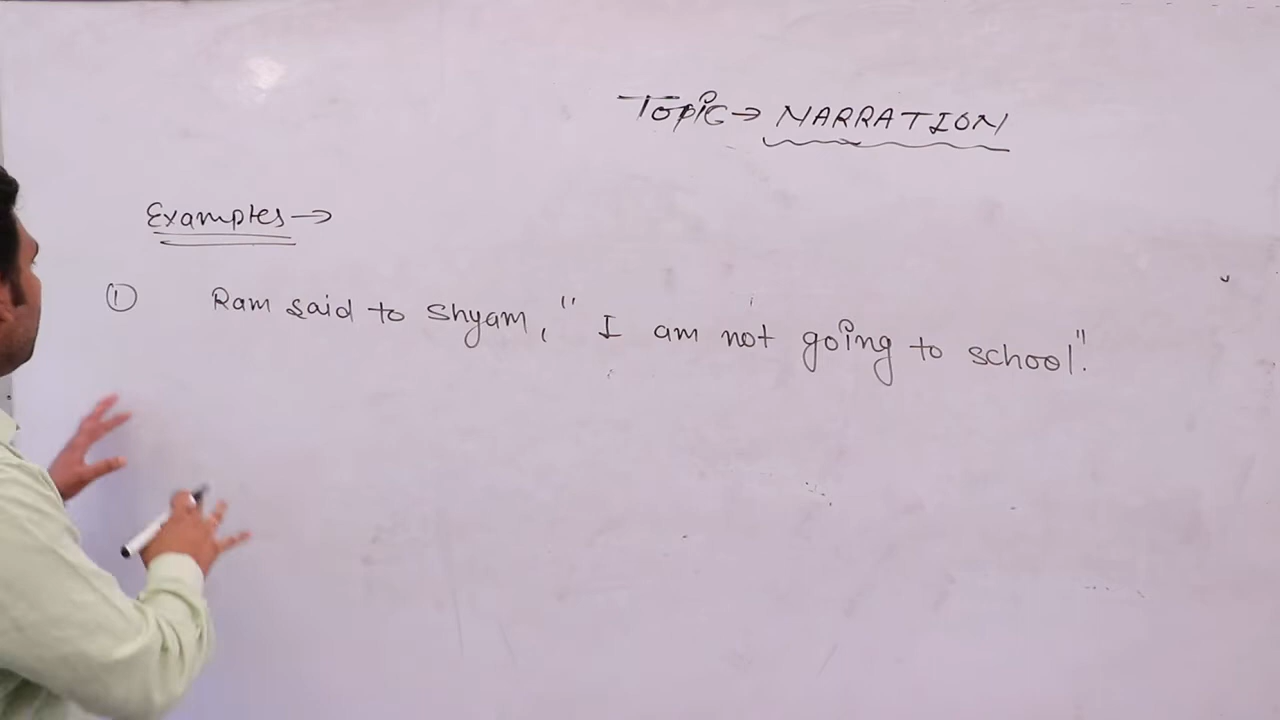 Topic → NARRATION
Examples →
① Ram said to Shyam, " I am not going to school."